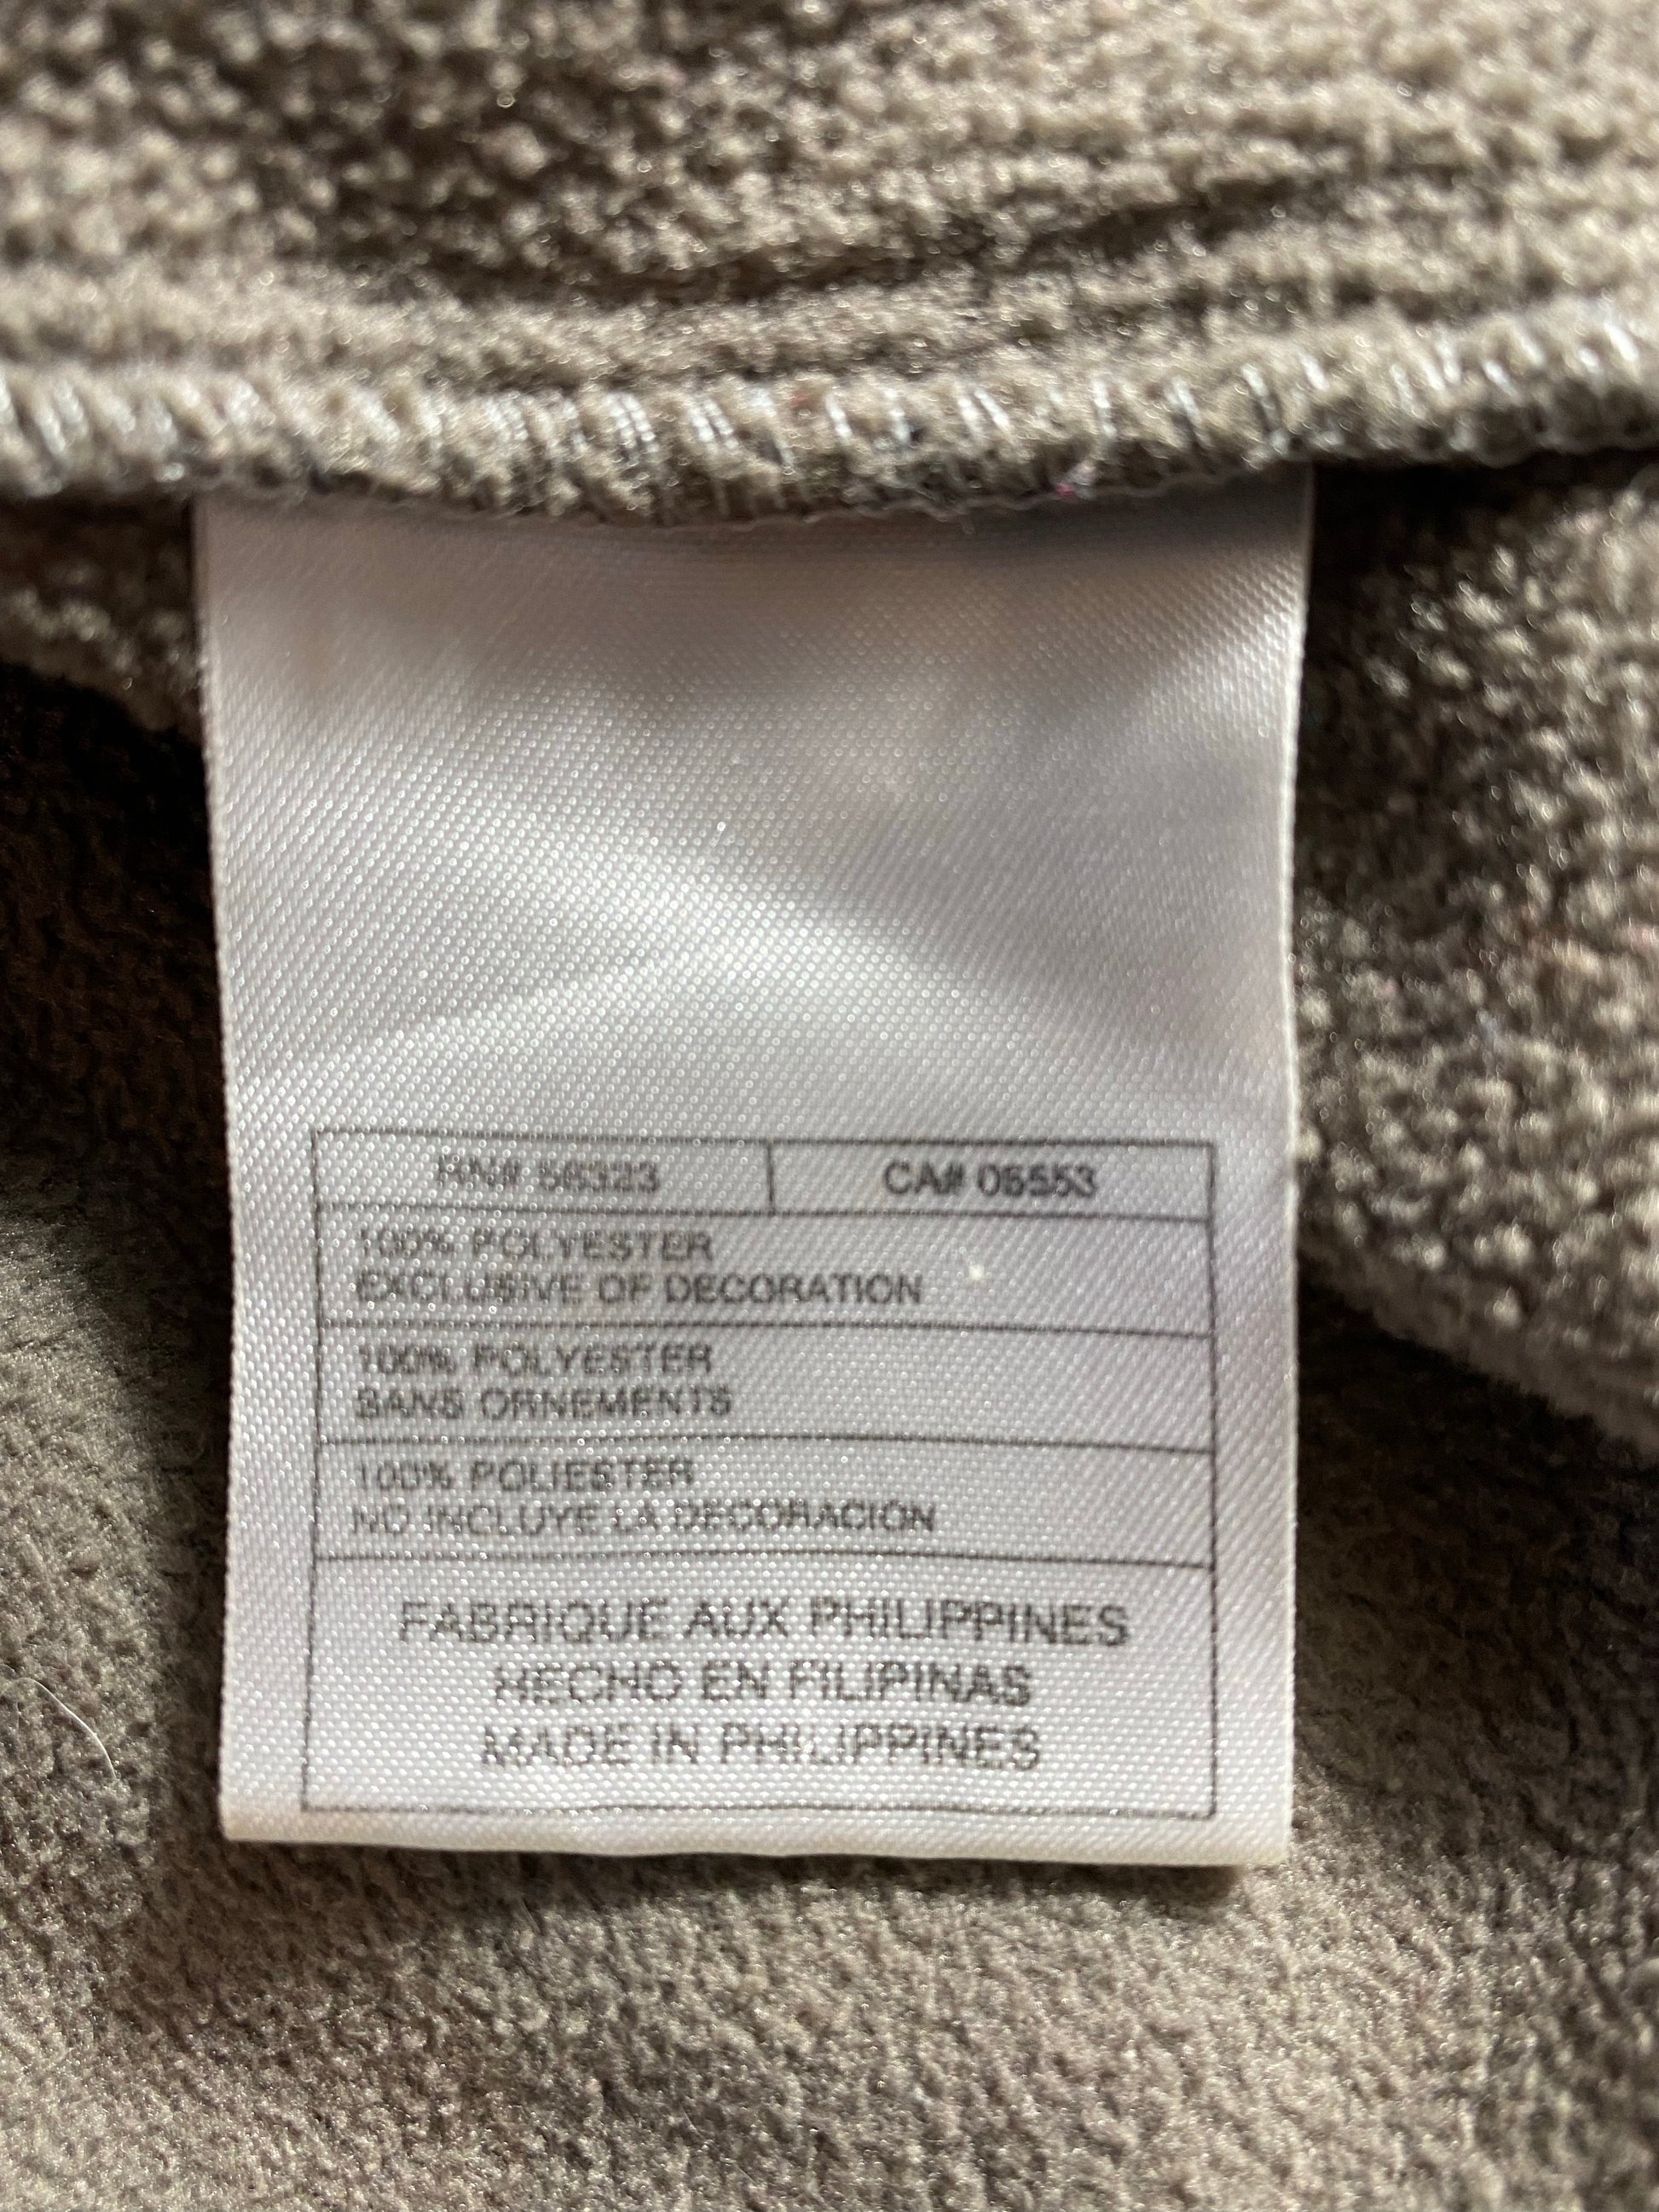 RN# 56323 CA# 05553
100% POLYESTER
EXCLUSIVE OF DECORATION
100% POLYESTER
SANS ORNEMENTS
100% POLIESTER
NO INCLUYE LA DECORACION
FABRIQUE AUX PHILIPPINES
HECHO EN FILIPINAS
MADE IN PHILIPPINES